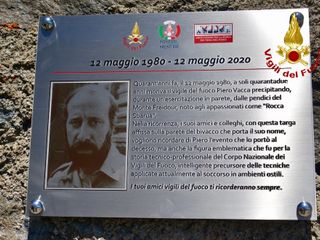 12 maggio 1980 - 12 maggio 2020
Quarant'anni fa, il 12 maggio 1980, a soli quarantadue
anni moriva il vigile del fuoco Piero Vacca precipitando,
durante un'esercitazione in parete, dalle pendici del
Monte Freidour, noto agli appassionati come "Rocca
Sbarua".
Nella ricorrenza, i suoi amici e colleghi, con questa targa
affissa sulla parete del bivacco che porta il suo nome,
vogliono ricordare di Piero l'evento che lo portò al
decesso, ma anche la figura emblematica che fu per la
storia tecnico-professionale del Corpo Nazionale dei
Vigili del Fuoco, intelligente precursore delle tecniche
applicate attualmente al soccorso in ambienti ostili.
I tuoi amici vigili del fuoco ti ricorderanno sempre.
Vigili del Fuoco